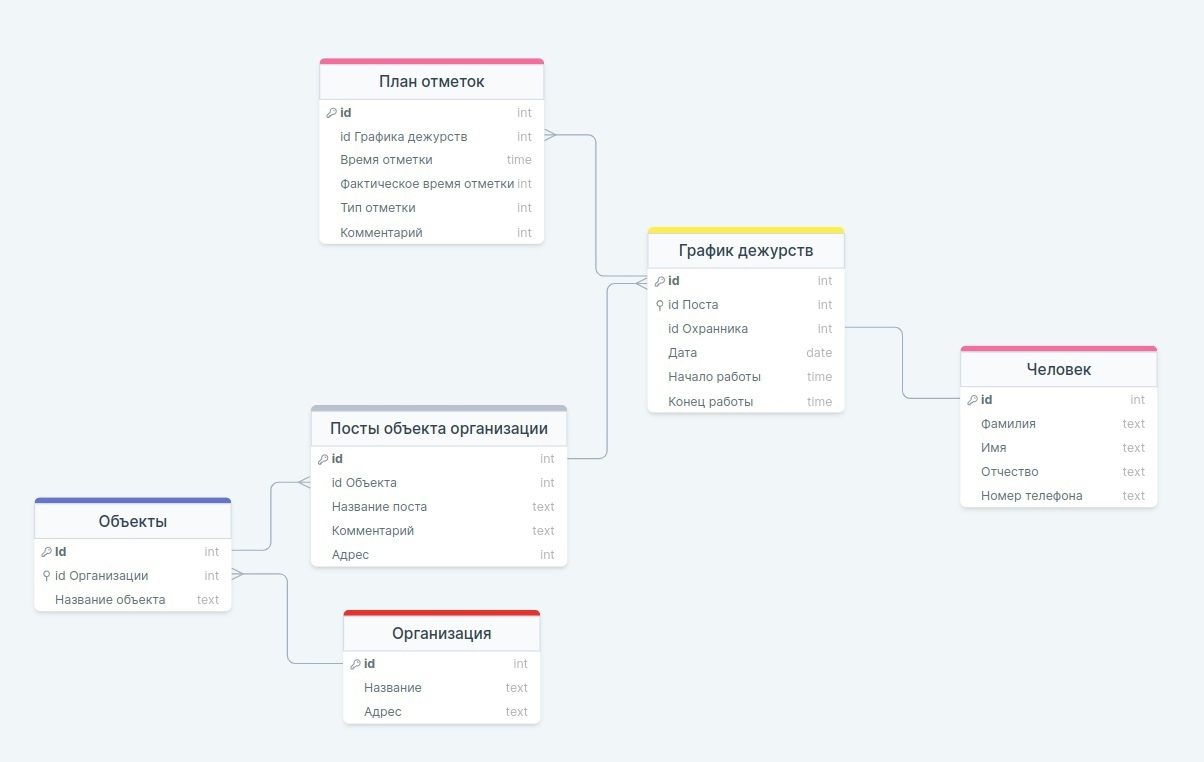 План отметок
id int
id Графика дежурств int
Время отметки time
Фактическое время отметки int
Тип отметки int
Комментарий int
График дежурств
id int
id Поста int
id Охранника int
Дата date
Начало работы time
Конец работы time
Человек
id int
Фамилия text
Имя text
Отчество text
Номер телефона text
Посты объекта организации
id int
id Объекта int
Название поста text
Комментарий text
Адрес int
Объекты
Id int
id Организации int
Название объекта text
Организация
id int
Название text
Адрес text